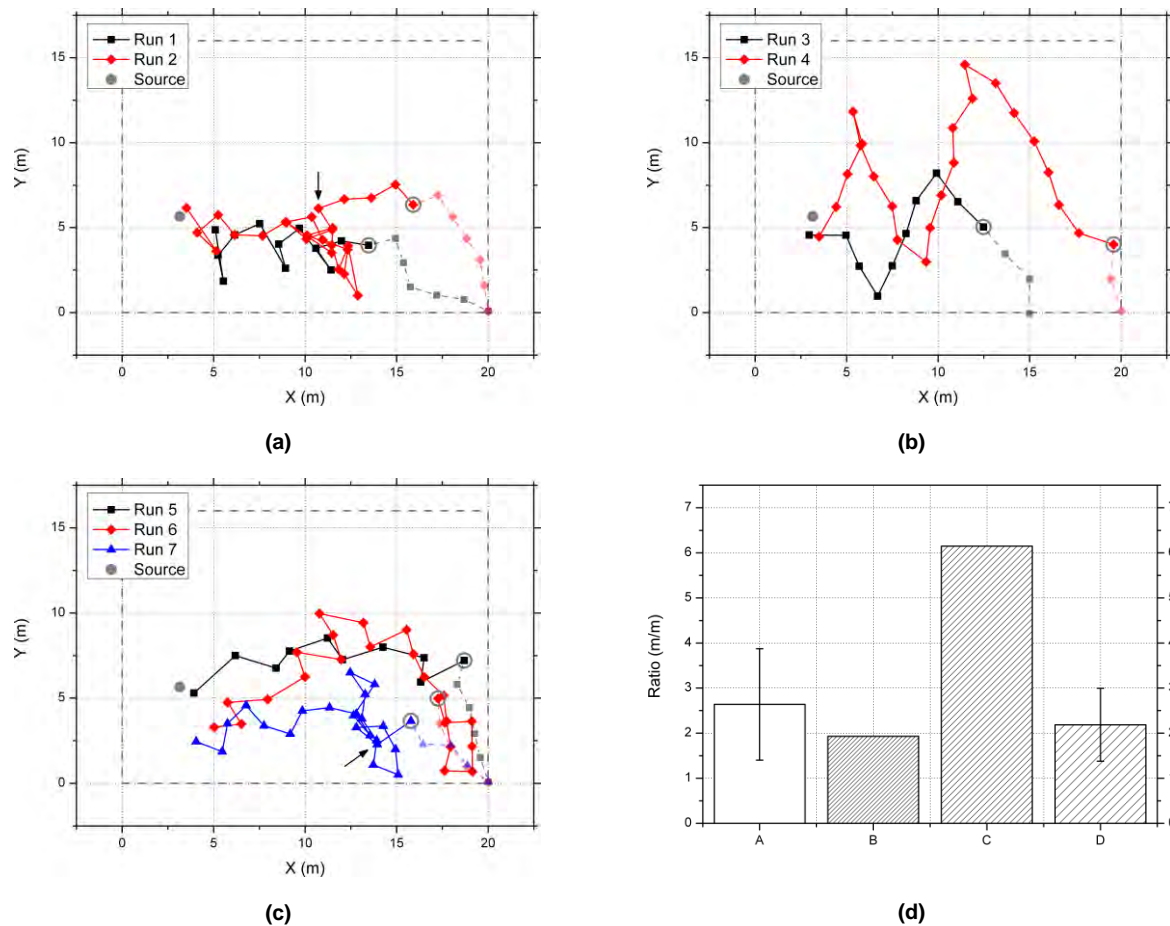 Run 1
Run 2
Source
15
10
5
0
Y (m)
0 5 10 15 20
X (m)
(a)
Run 3
Run 4
Source
15
10
5
0
Y (m)
0 5 10 15 20
X (m)
(b)
Run 5
Run 6
Run 7
Source
15
10
5
0
Y (m)
0 5 10 15 20
X (m)
(c)
7
6
5
4
3
2
1
0
Ratio (m/m)
A B C D
(d)